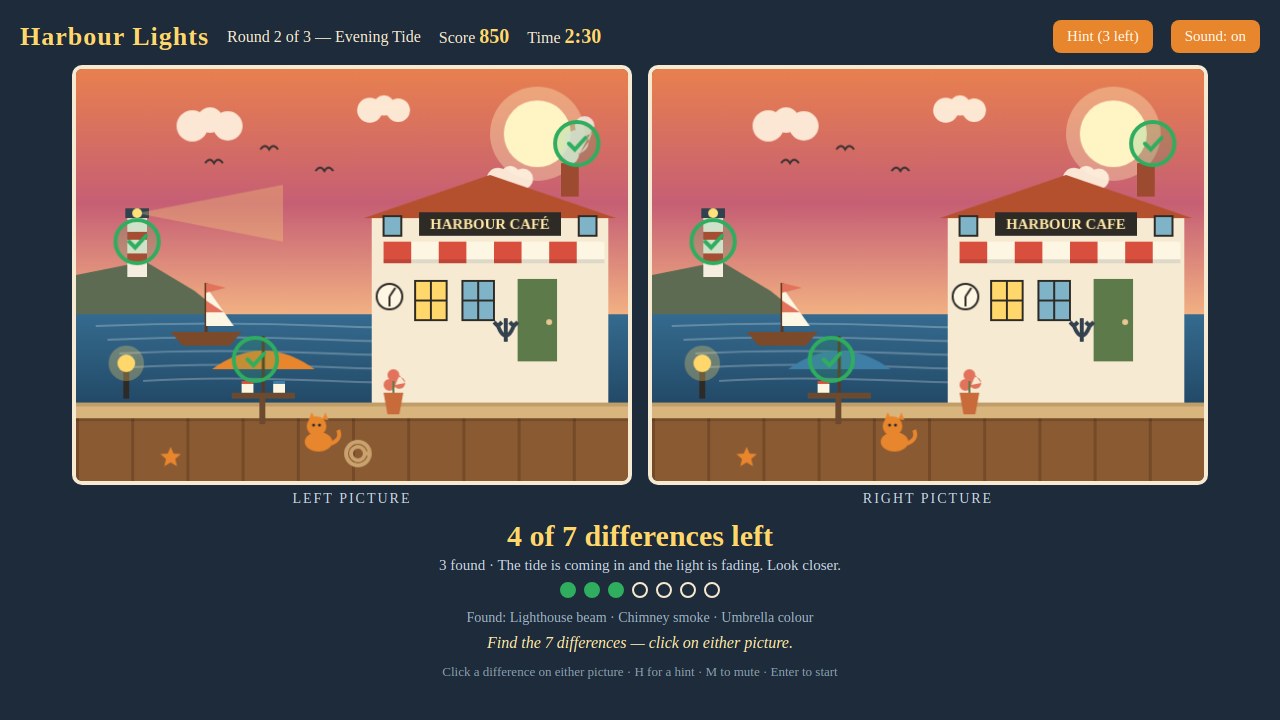 Harbour Lights
Round 2 of 3 — Evening Tide
Score 850
Time 2:30
Hint (3 left)
Sound: on
HARBOUR CAFÉ
HARBOUR CAFE
LEFT PICTURE
RIGHT PICTURE
4 of 7 differences left
3 found · The tide is coming in and the light is fading. Look closer.
Found: Lighthouse beam · Chimney smoke · Umbrella colour
Find the 7 differences — click on either picture.
Click a difference on either picture · H for a hint · M to mute · Enter to start